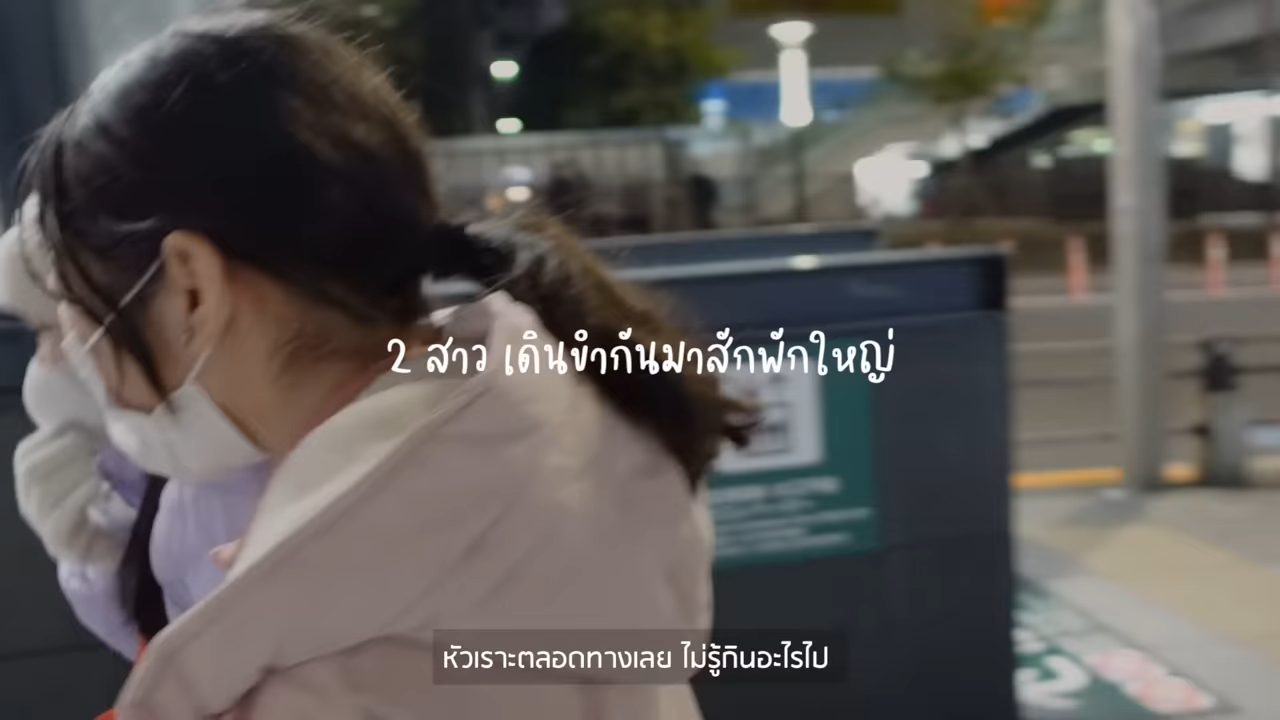 2 สาว เดินขำกันมาสักพักใหญ่
หัวเราะตลอดทางเลย ไม่รู้กินอะไรไป